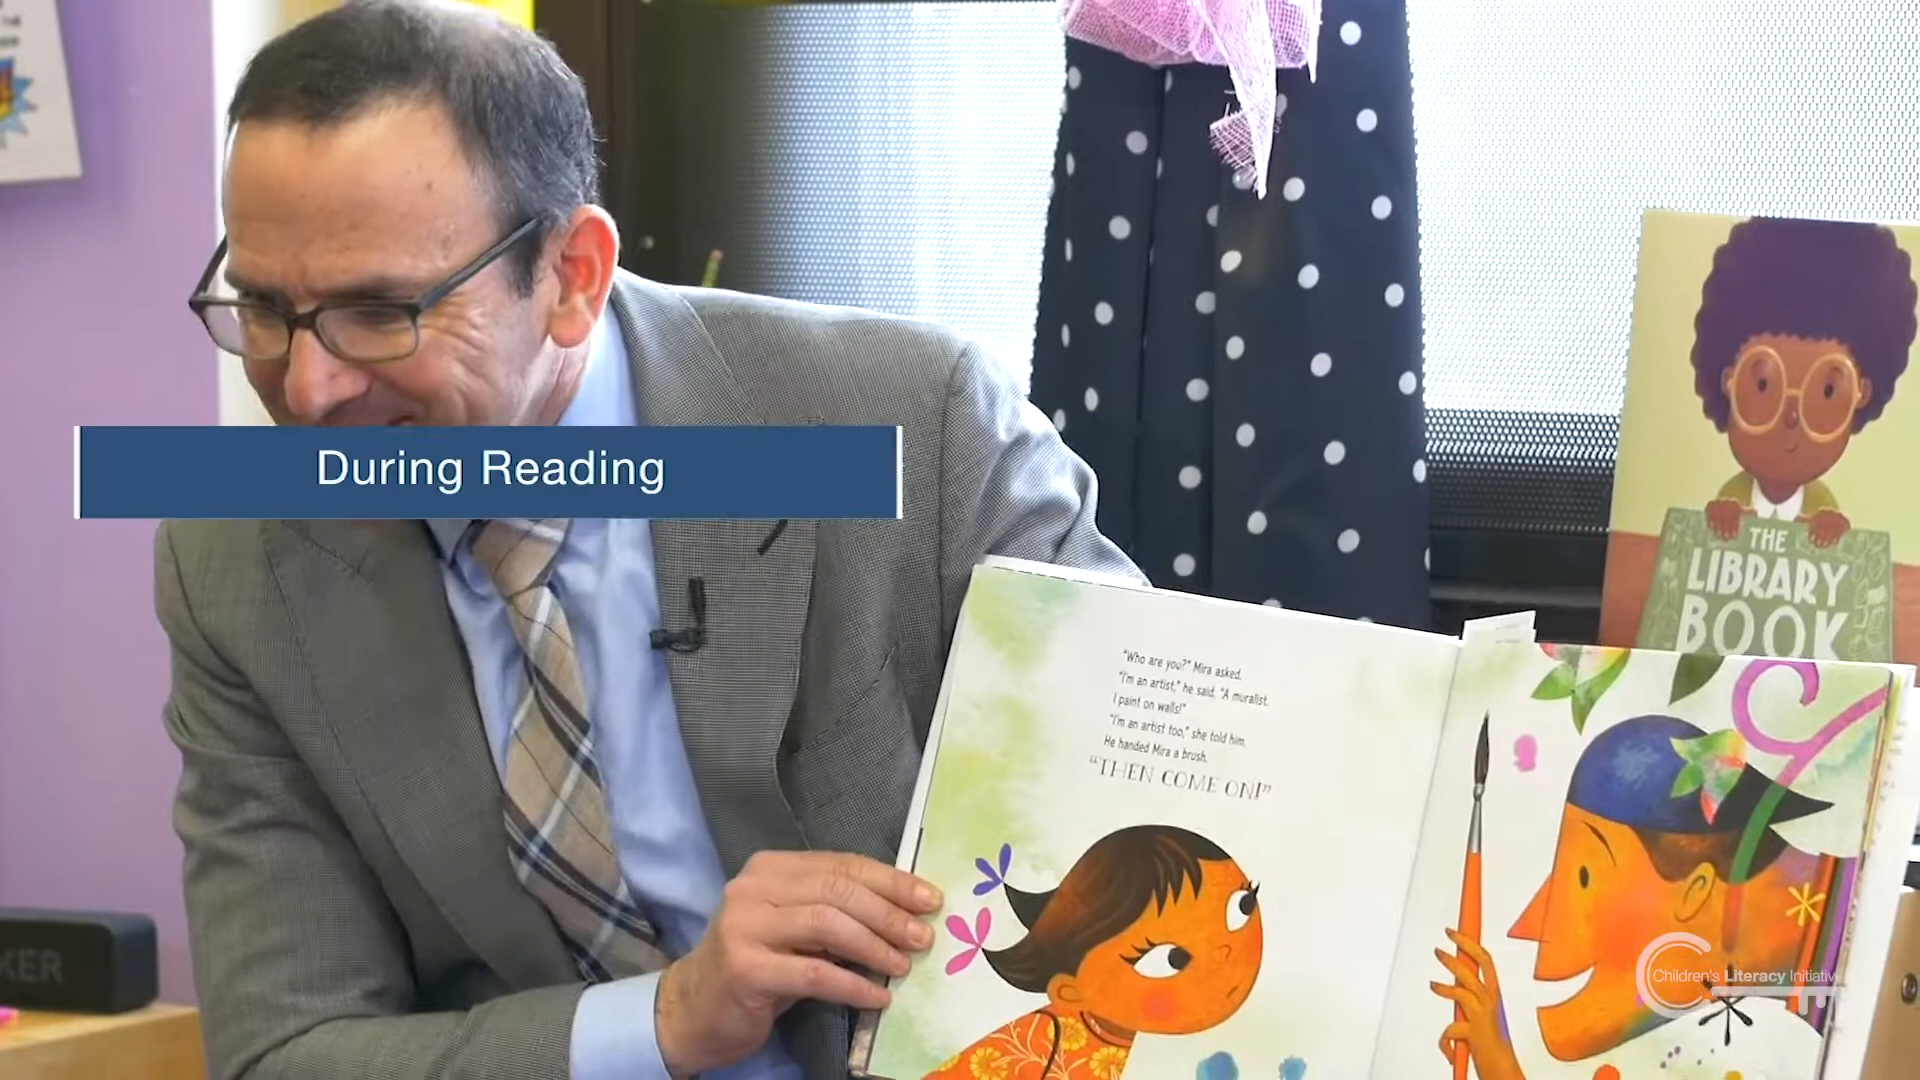 During Reading
THE
LIBRARY
BOOK
"Who are you?" Mira asked.
"I'm an artist," he said. "A muralist.
I paint on walls!"
"I'm an artist too," she told him.
He handed Mira a brush.
"THEN COME ON!"
KER
Children's Literacy Initiative